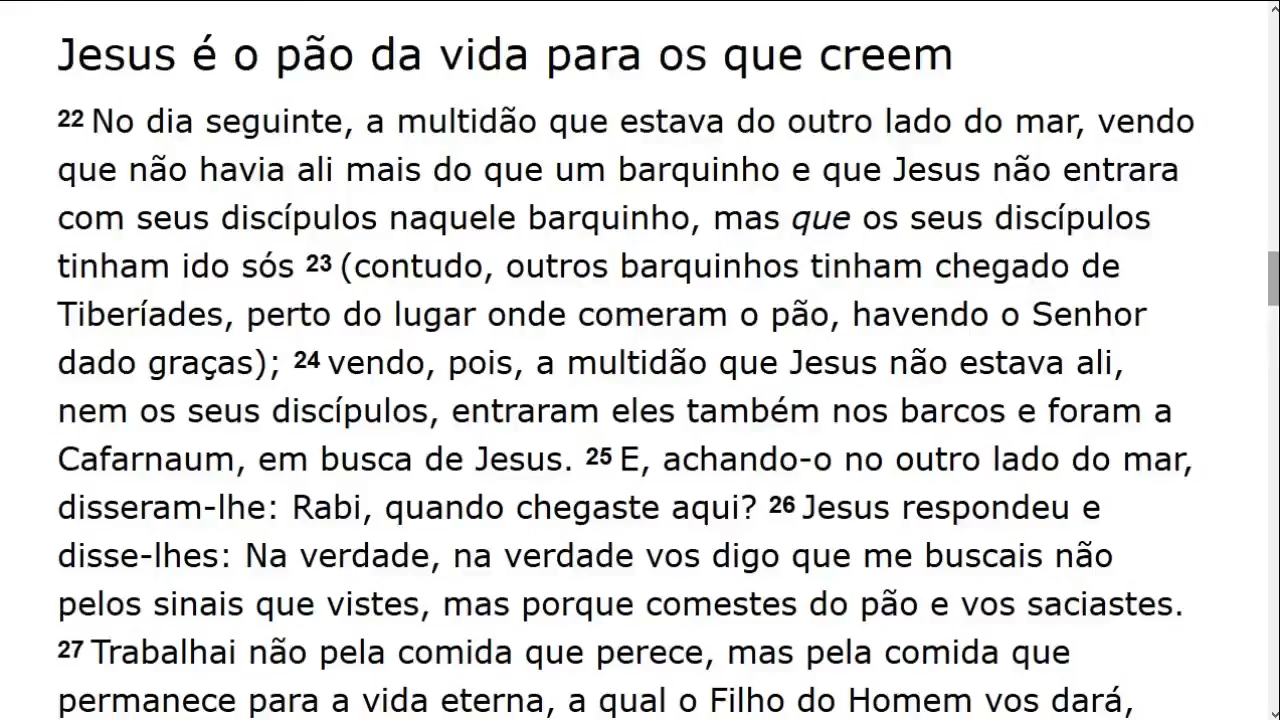 Jesus é o pão da vida para os que creem
22 No dia seguinte, a multidão que estava do outro lado do mar, vendo
que não havia ali mais do que um barquinho e que Jesus não entrara
com seus discípulos naquele barquinho, mas que os seus discípulos
tinham ido sós 23 (contudo, outros barquinhos tinham chegado de
Tiberíades, perto do lugar onde comeram o pão, havendo o Senhor
dado graças); 24 vendo, pois, a multidão que Jesus não estava ali,
nem os seus discípulos, entraram eles também nos barcos e foram a
Cafarnaum, em busca de Jesus. 25 E, achando-o no outro lado do mar,
disseram-lhe: Rabi, quando chegaste aqui? 26 Jesus respondeu e
disse-lhes: Na verdade, na verdade vos digo que me buscais não
pelos sinais que vistes, mas porque comestes do pão e vos saciastes.
27 Trabalhai não pela comida que perece, mas pela comida que
permanece para a vida eterna, a qual o Filho do Homem vos dará,